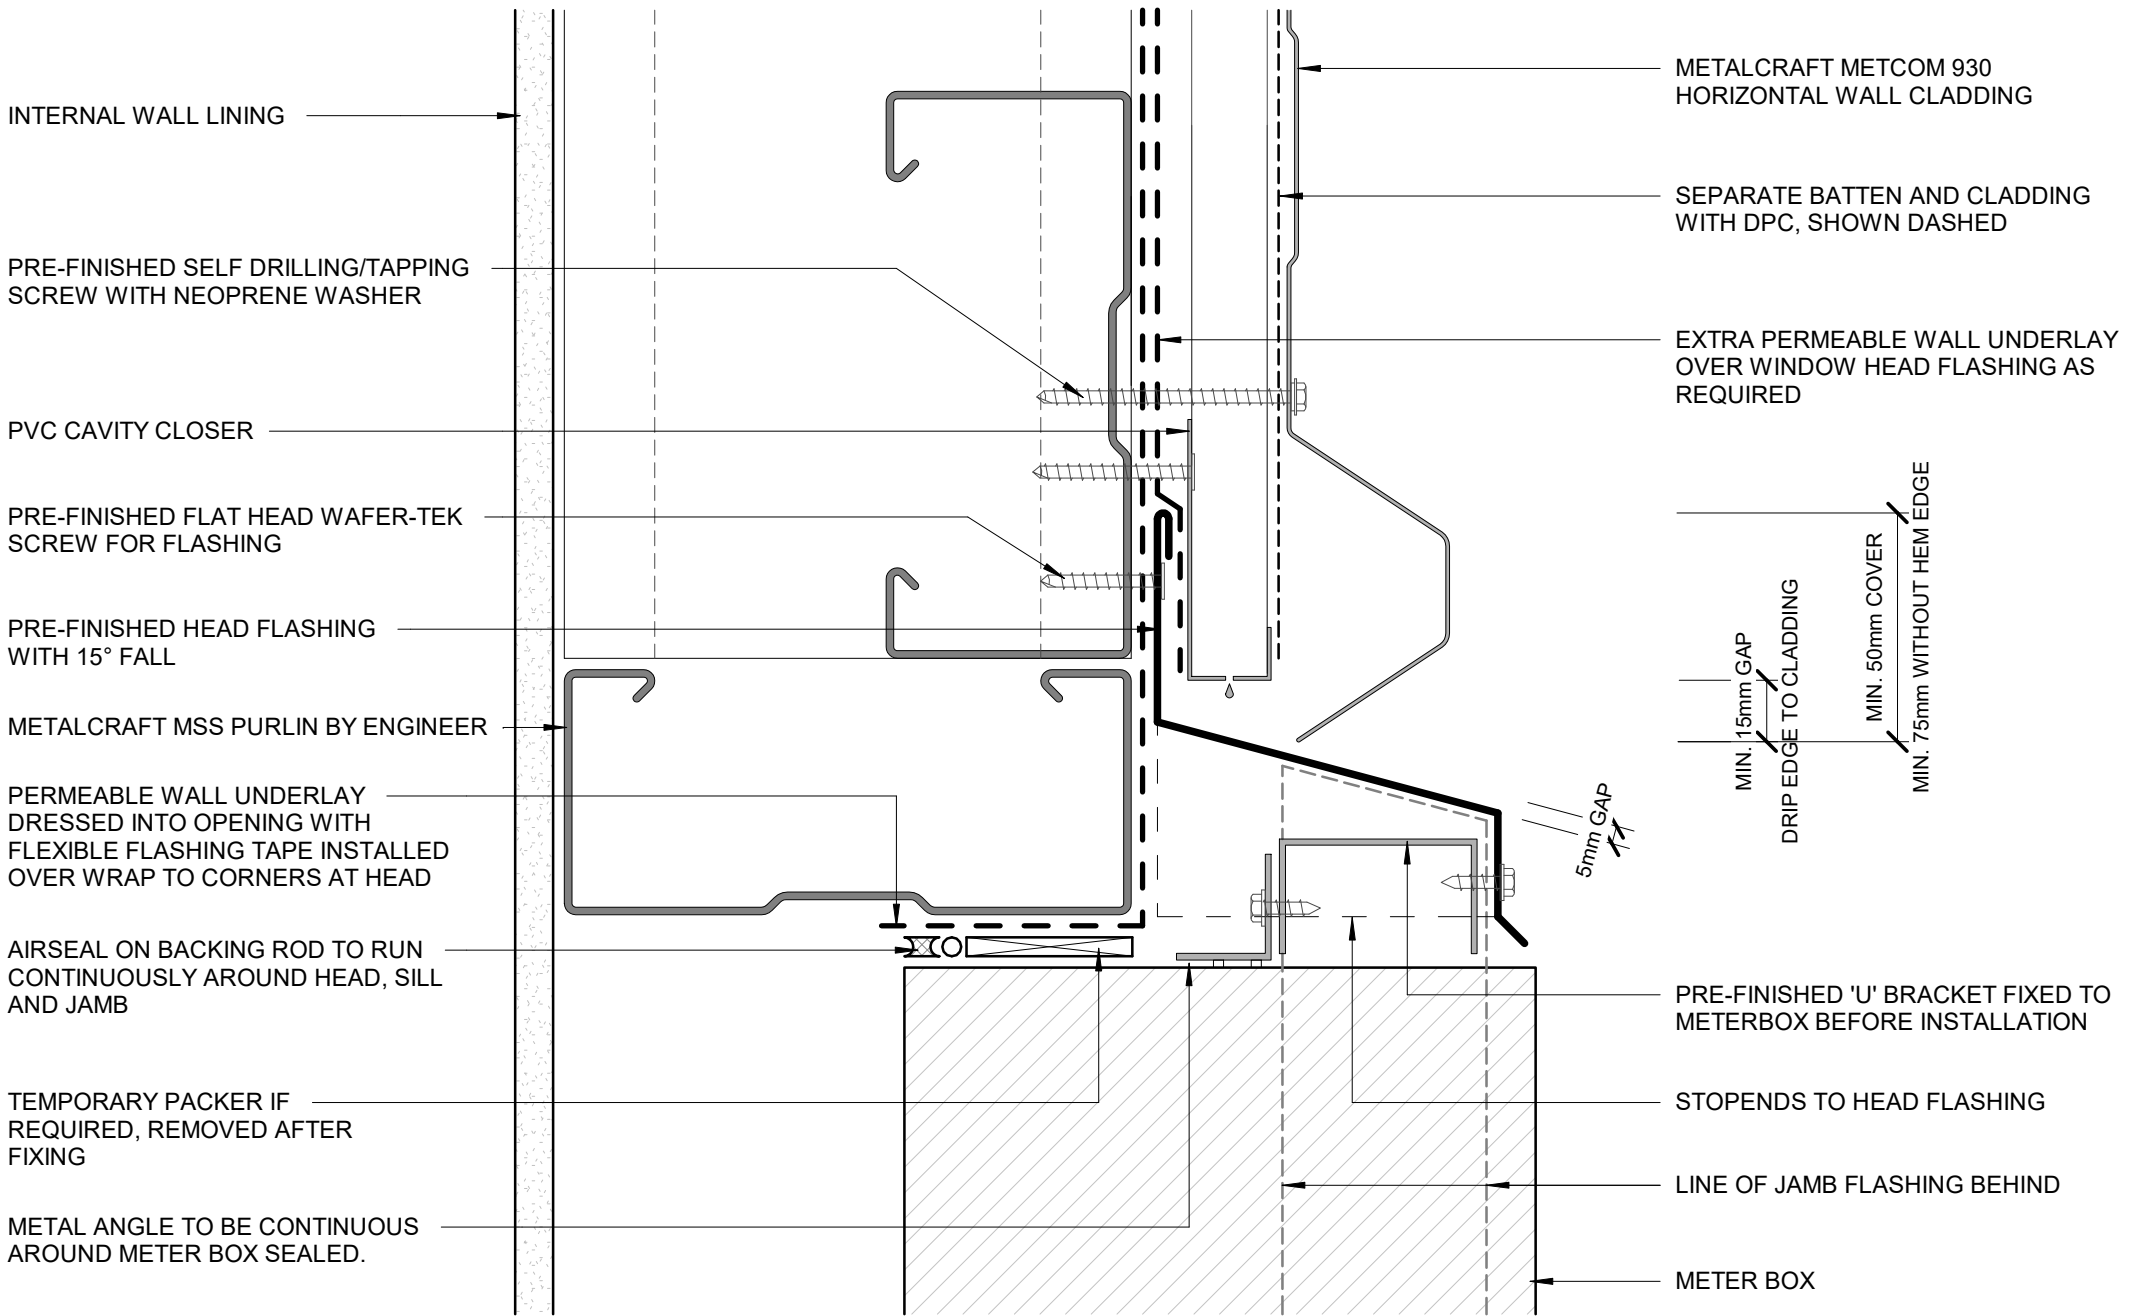 INTERNAL WALL LINING
PRE-FINISHED SELF DRILLING/TAPPING
SCREW WITH NEOPRENE WASHER
PVC CAVITY CLOSER
PRE-FINISHED FLAT HEAD WAFER-TEK
SCREW FOR FLASHING
PRE-FINISHED HEAD FLASHING
WITH 15° FALL
METALCRAFT MSS PURLIN BY ENGINEER
PERMEABLE WALL UNDERLAY
DRESSED INTO OPENING WITH
FLEXIBLE FLASHING TAPE INSTALLED
OVER WRAP TO CORNERS AT HEAD
AIRSEAL ON BACKING ROD TO RUN
CONTINUOUSLY AROUND HEAD, SILL
AND JAMB
TEMPORARY PACKER IF
REQUIRED, REMOVED AFTER
FIXING
METAL ANGLE TO BE CONTINUOUS
AROUND METER BOX SEALED.
METALCRAFT METCOM 930
HORIZONTAL WALL CLADDING
SEPARATE BATTEN AND CLADDING
WITH DPC, SHOWN DASHED
EXTRA PERMEABLE WALL UNDERLAY
OVER WINDOW HEAD FLASHING AS
REQUIRED
MIN. 15mm GAP
DRIP EDGE TO CLADDING
MIN. 50mm COVER
MIN. 75mm WITHOUT HEM EDGE
5mm GAP
PRE-FINISHED 'U' BRACKET FIXED TO
METERBOX BEFORE INSTALLATION
STOPENDS TO HEAD FLASHING
LINE OF JAMB FLASHING BEHIND
METER BOX